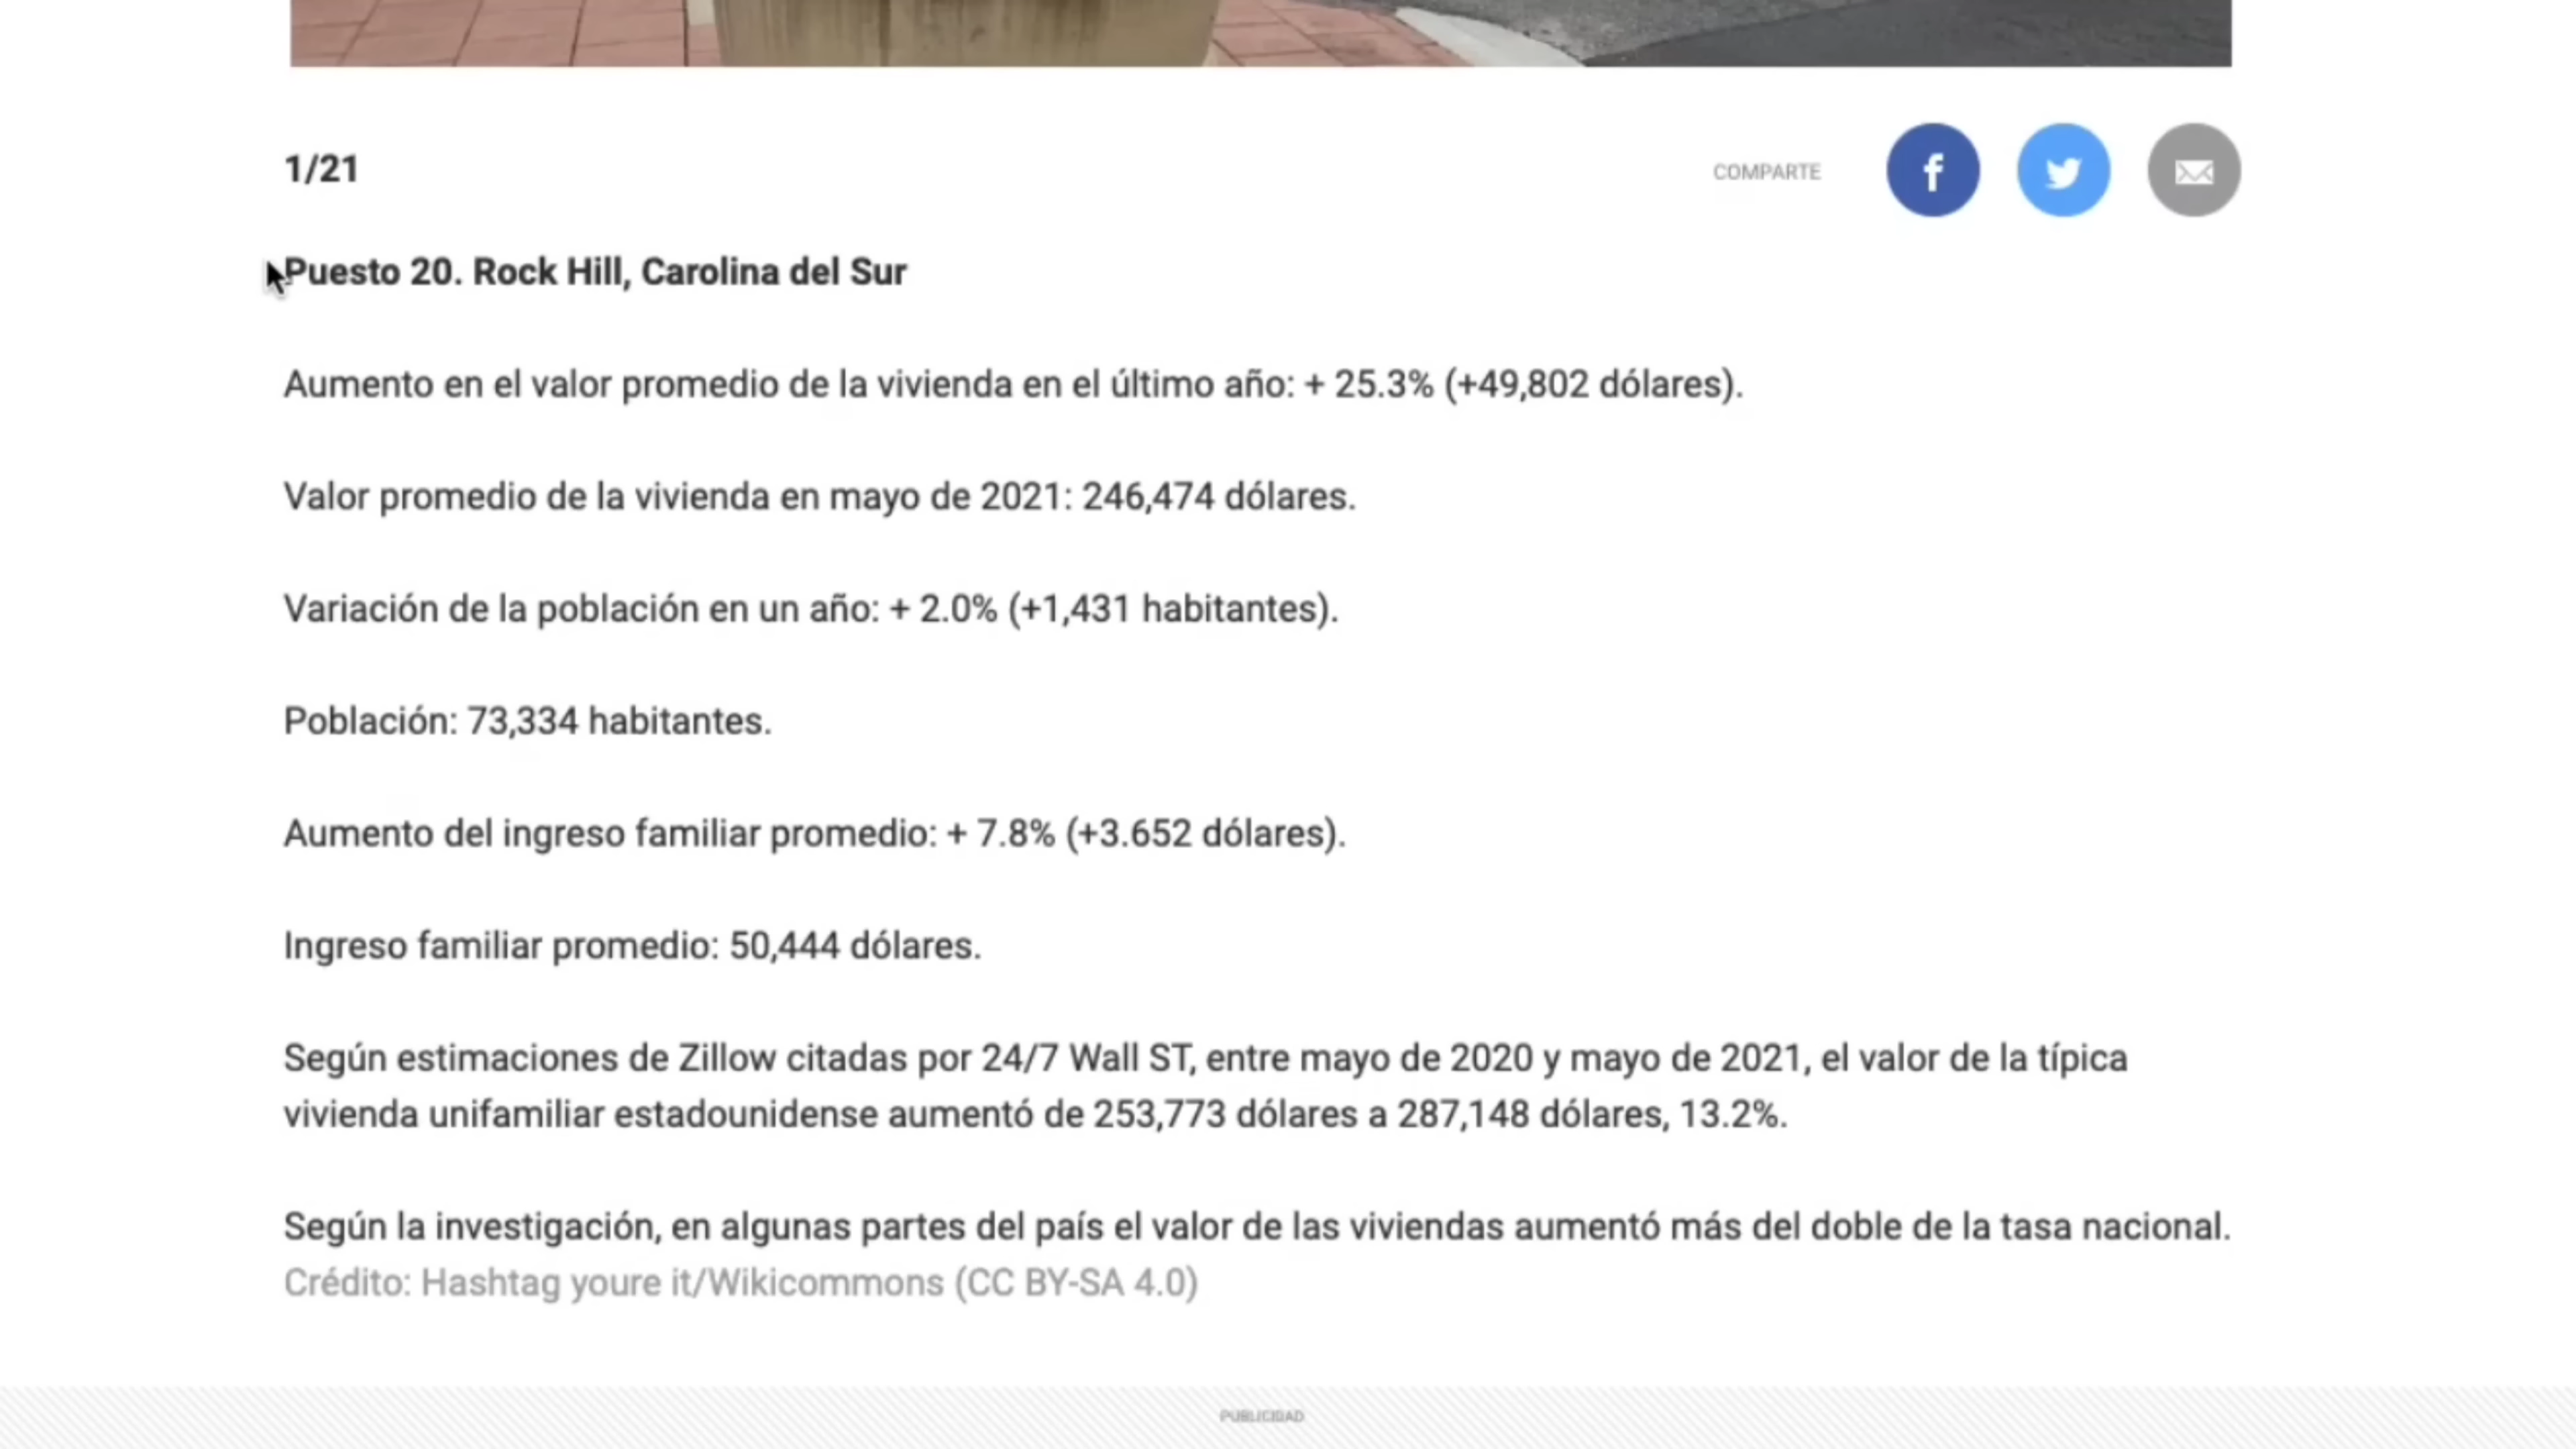 1/21
COMPARTE
Puesto 20. Rock Hill, Carolina del Sur
Aumento en el valor promedio de la vivienda en el último año: + 25.3% (+49,802 dólares).
Valor promedio de la vivienda en mayo de 2021: 246,474 dólares.
Variación de la población en un año: + 2.0% (+1,431 habitantes).
Población: 73,334 habitantes.
Aumento del ingreso familiar promedio: + 7.8% (+3.652 dólares).
Ingreso familiar promedio: 50,444 dólares.
Según estimaciones de Zillow citadas por 24/7 Wall ST, entre mayo de 2020 y mayo de 2021, el valor de la típica
vivienda unifamiliar estadounidense aumentó de 253,773 dólares a 287,148 dólares, 13.2%.
Según la investigación, en algunas partes del país el valor de las viviendas aumentó más del doble de la tasa nacional.
Crédito: Hashtag youre it/Wikicommons (CC BY-SA 4.0)
PUBLICIDAD